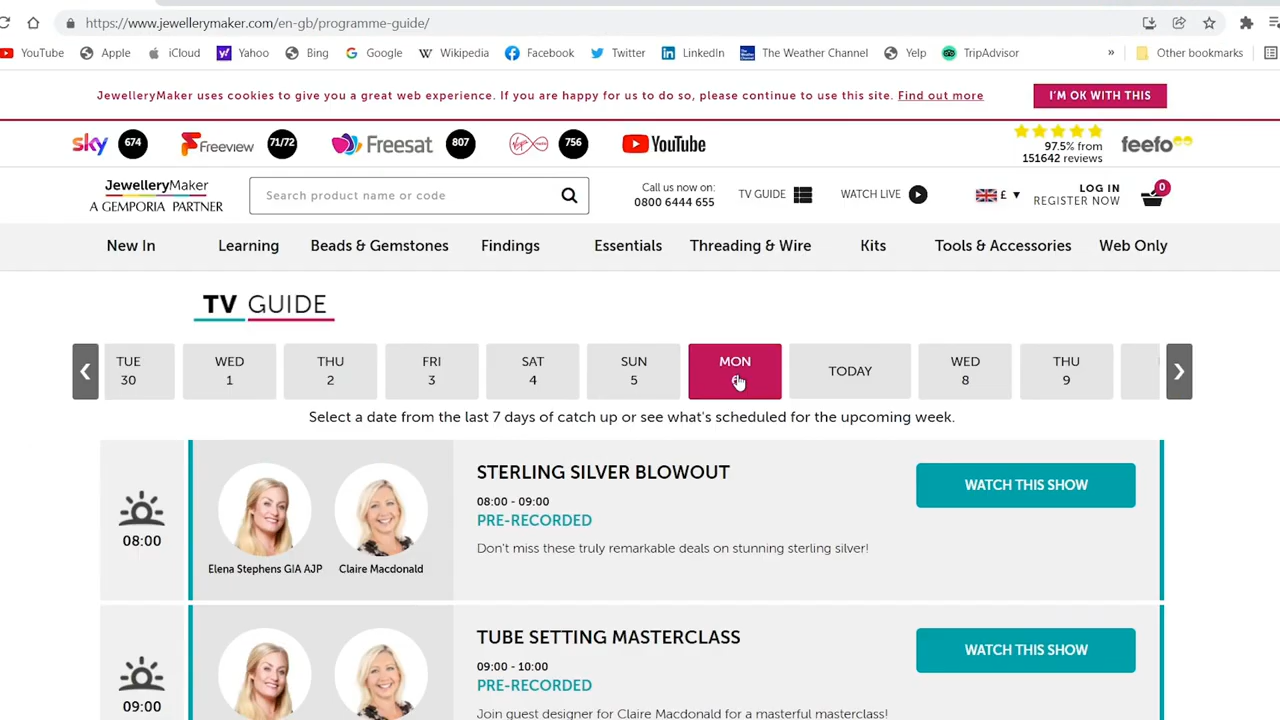 https://www.jewellerymaker.com/en-gb/programme-guide/
YouTube Apple iCloud Yahoo Bing Google Wikipedia Facebook Twitter LinkedIn The Weather Channel Yelp TripAdvisor » Other bookmarks
JewelleryMaker uses cookies to give you a great web experience. If you are happy for us to do so, please continue to use this site. Find out more
I'M OK WITH THIS
sky 674 Freeview 71/72 Freesat 807 Virgin media 756 YouTube
97.5% from
151642 reviews
feefo
JewelleryMaker
A GEMPORIA PARTNER
Search product name or code
Call us now on:
0800 6444 655
TV GUIDE
WATCH LIVE
£ ▼
LOG IN
REGISTER NOW
0
New In Learning Beads & Gemstones Findings Essentials Threading & Wire Kits Tools & Accessories Web Only
TV GUIDE
TUE WED THU FRI SAT SUN MON TODAY WED THU
30 1 2 3 4 5 8 9
Select a date from the last 7 days of catch up or see what's scheduled for the upcoming week.
08:00
Elena Stephens GIA AJP
Claire Macdonald
STERLING SILVER BLOWOUT
08:00 - 09:00
PRE-RECORDED
Don't miss these truly remarkable deals on stunning sterling silver!
WATCH THIS SHOW
09:00
TUBE SETTING MASTERCLASS
09:00 - 10:00
PRE-RECORDED
Join guest designer for Claire Macdonald for a masterful masterclass!
WATCH THIS SHOW